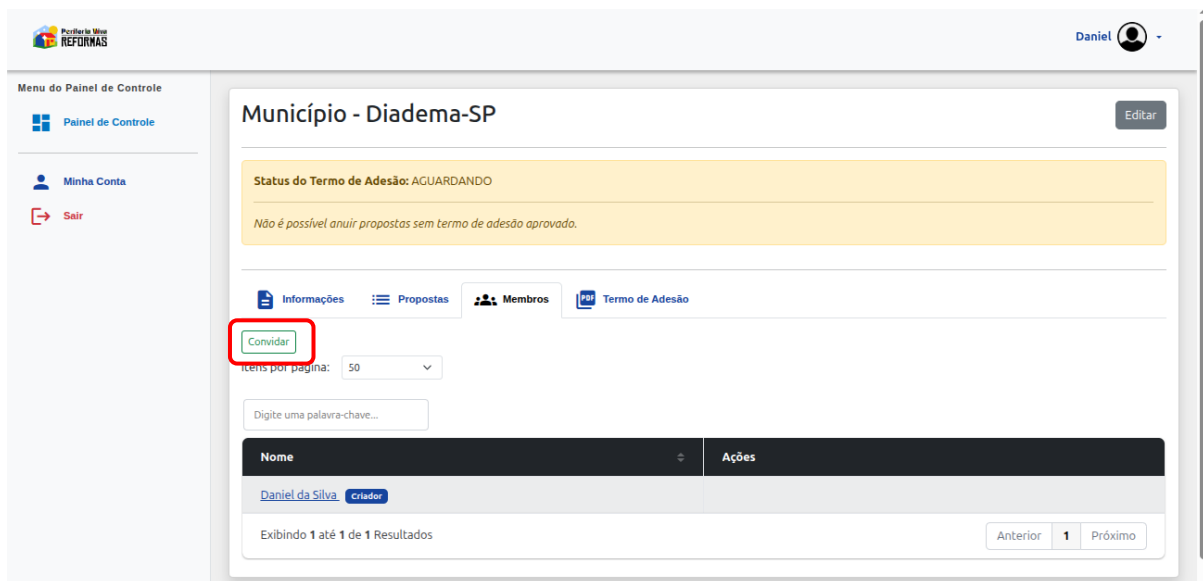 Periferia Viva
REFORMAS
Daniel
Menu do Painel de Controle
Painel de Controle
Minha Conta
Sair
Município - Diadema-SP
Editar
Status do Termo de Adesão: AGUARDANDO
Não é possível anuir propostas sem termo de adesão aprovado.
Informações Propostas Membros PDF Termo de Adesão
Convidar
Itens por página: 50
Digite uma palavra-chave...
Nome Ações
Daniel da Silva Criador
Exibindo 1 até 1 de 1 Resultados
Anterior 1 Próximo